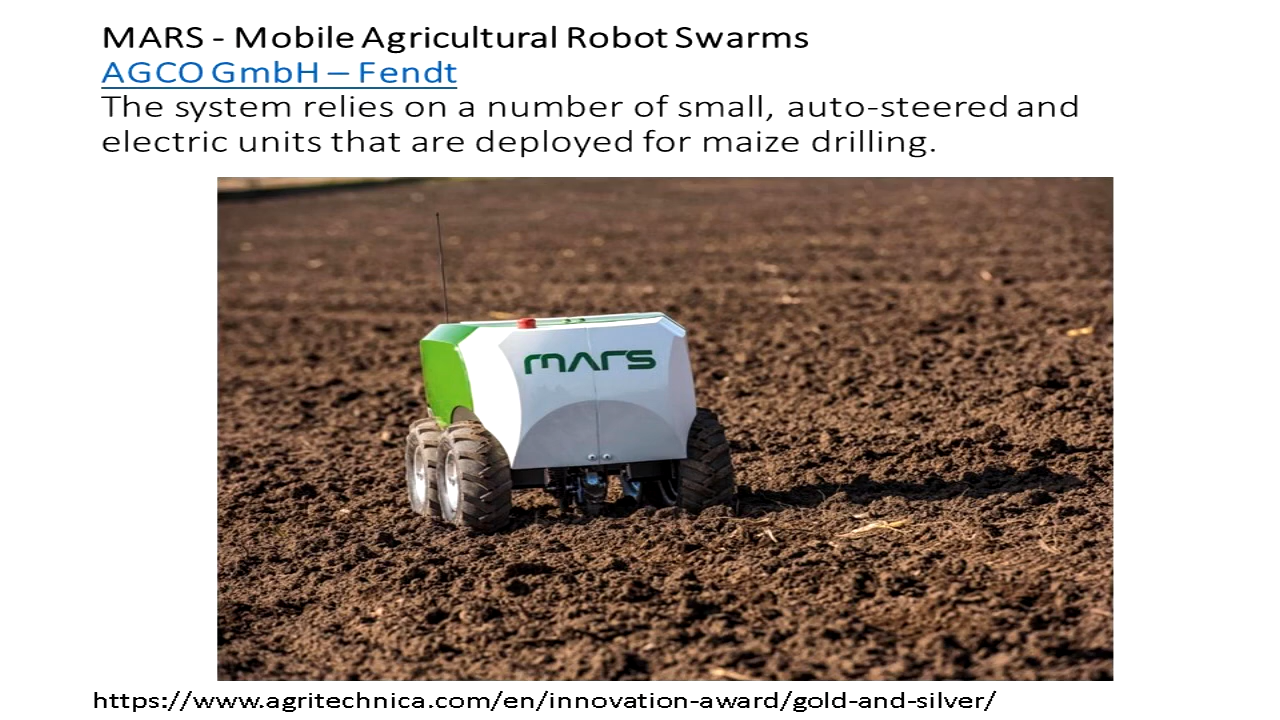 MARS - Mobile Agricultural Robot Swarms
AGCO GmbH – Fendt
The system relies on a number of small, auto-steered and
electric units that are deployed for maize drilling.
mars
https://www.agritechnica.com/en/innovation-award/gold-and-silver/